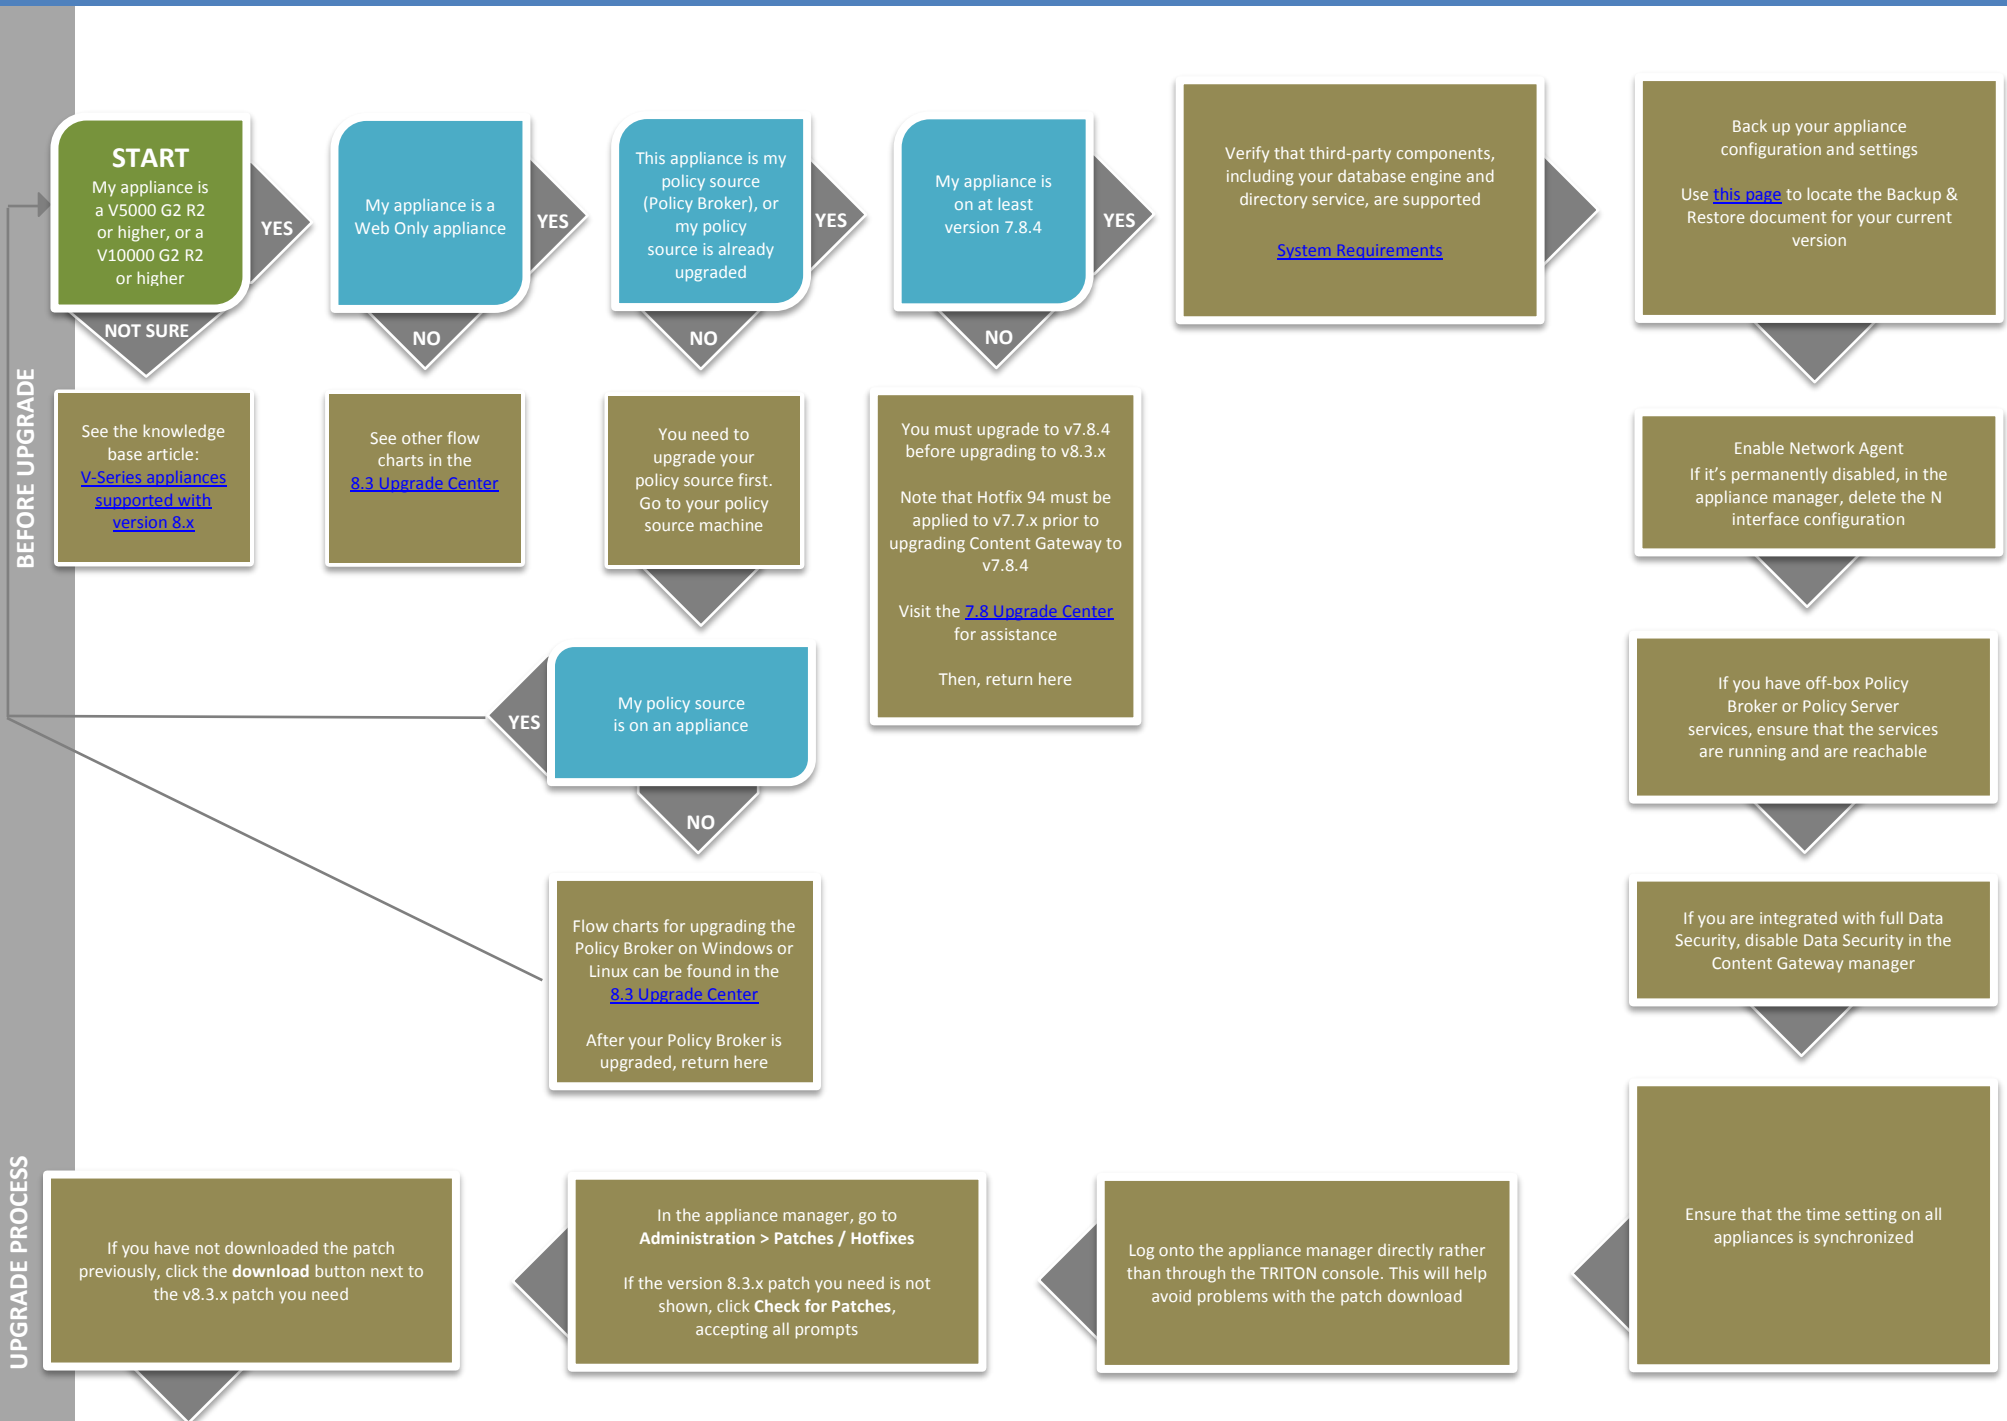 BEFORE UPGRADE
START
My appliance is
a V5000 G2 R2
or higher, or a
V10000 G2 R2
or higher
YES
NOT SURE
My appliance is a
Web Only appliance
YES
NO
This appliance is my
policy source
(Policy Broker), or
my policy
source is already
upgraded
YES
NO
My appliance is
on at least
version 7.8.4
YES
NO
Verify that third-party components,
including your database engine and
directory service, are supported
System Requirements
Back up your appliance
configuration and settings
Use this page to locate the Backup &
Restore document for your current
version
See the knowledge
base article:
V-Series appliances
supported with
version 8.x
See other flow
charts in the
8.3 Upgrade Center
You need to
upgrade your
policy source first.
Go to your policy
source machine
You must upgrade to v7.8.4
before upgrading to v8.3.x
Note that Hotfix 94 must be
applied to v7.7.x prior to
upgrading Content Gateway to
v7.8.4
Visit the 7.8 Upgrade Center
for assistance
Then, return here
Enable Network Agent
If it's permanently disabled, in the
appliance manager, delete the N
interface configuration
My policy source
is on an appliance
YES
NO
If you have off-box Policy
Broker or Policy Server
services, ensure that the services
are running and are reachable
Flow charts for upgrading the
Policy Broker on Windows or
Linux can be found in the
8.3 Upgrade Center
After your Policy Broker is
upgraded, return here
If you are integrated with full Data
Security, disable Data Security in the
Content Gateway manager
Ensure that the time setting on all
appliances is synchronized
UPGRADE PROCESS
Log onto the appliance manager directly rather
than through the TRITON console. This will help
avoid problems with the patch download
In the appliance manager, go to
Administration > Patches / Hotfixes
If the version 8.3.x patch you need is not
shown, click Check for Patches,
accepting all prompts
If you have not downloaded the patch
previously, click the download button next to
the v8.3.x patch you need